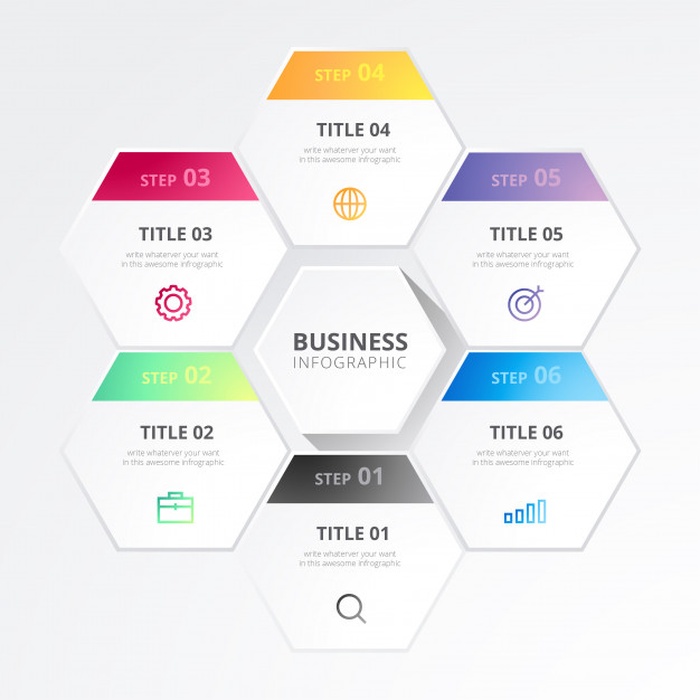 STEP 04
TITLE 04
write whaterver your want
in this awesome infographic
STEP 03
TITLE 03
write whaterver your want
in this awesome infographic
STEP 05
TITLE 05
write whaterver your want
in this awesome infographic
BUSINESS
INFOGRAPHIC
STEP 02
TITLE 02
write whaterver your want
in this awesome infographic
STEP 06
TITLE 06
write whaterver your want
in this awesome infographic
STEP 01
TITLE 01
write whaterver your want
in this awesome infographic